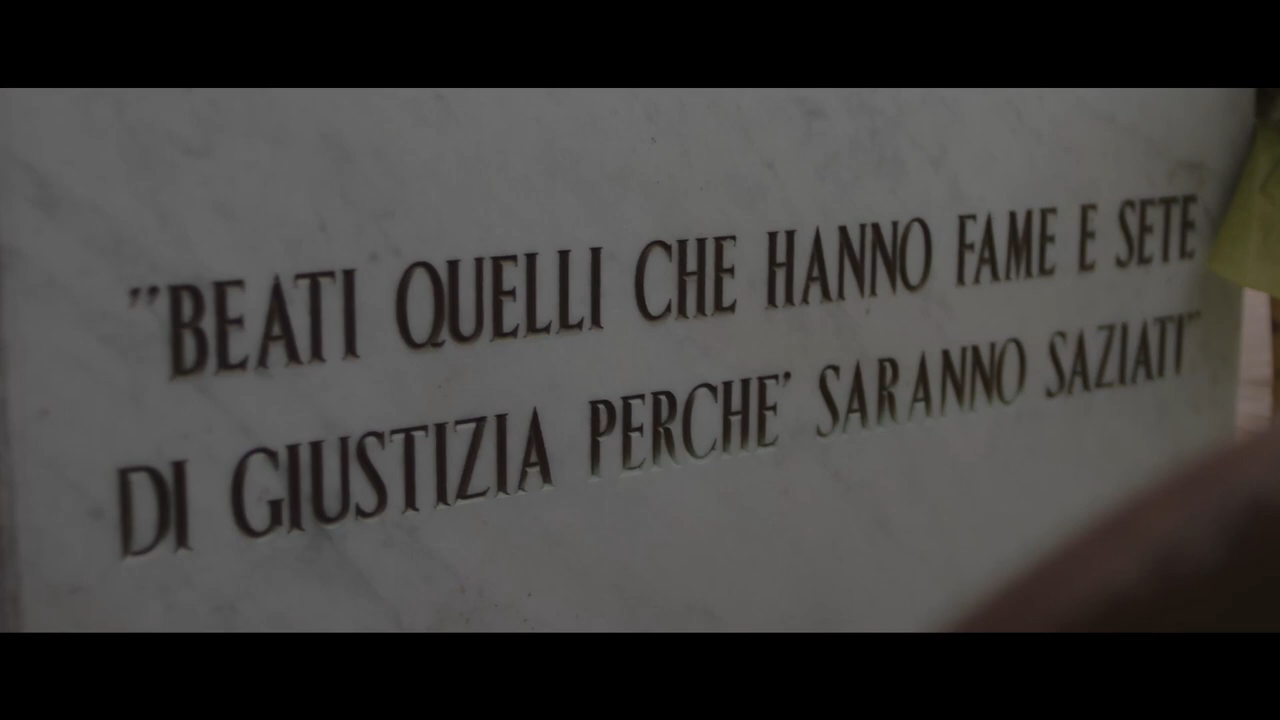 "BEATI QUELLI CHE HANNO FAME E SETE
DI GIUSTIZIA PERCHE' SARANNO SAZIATI"